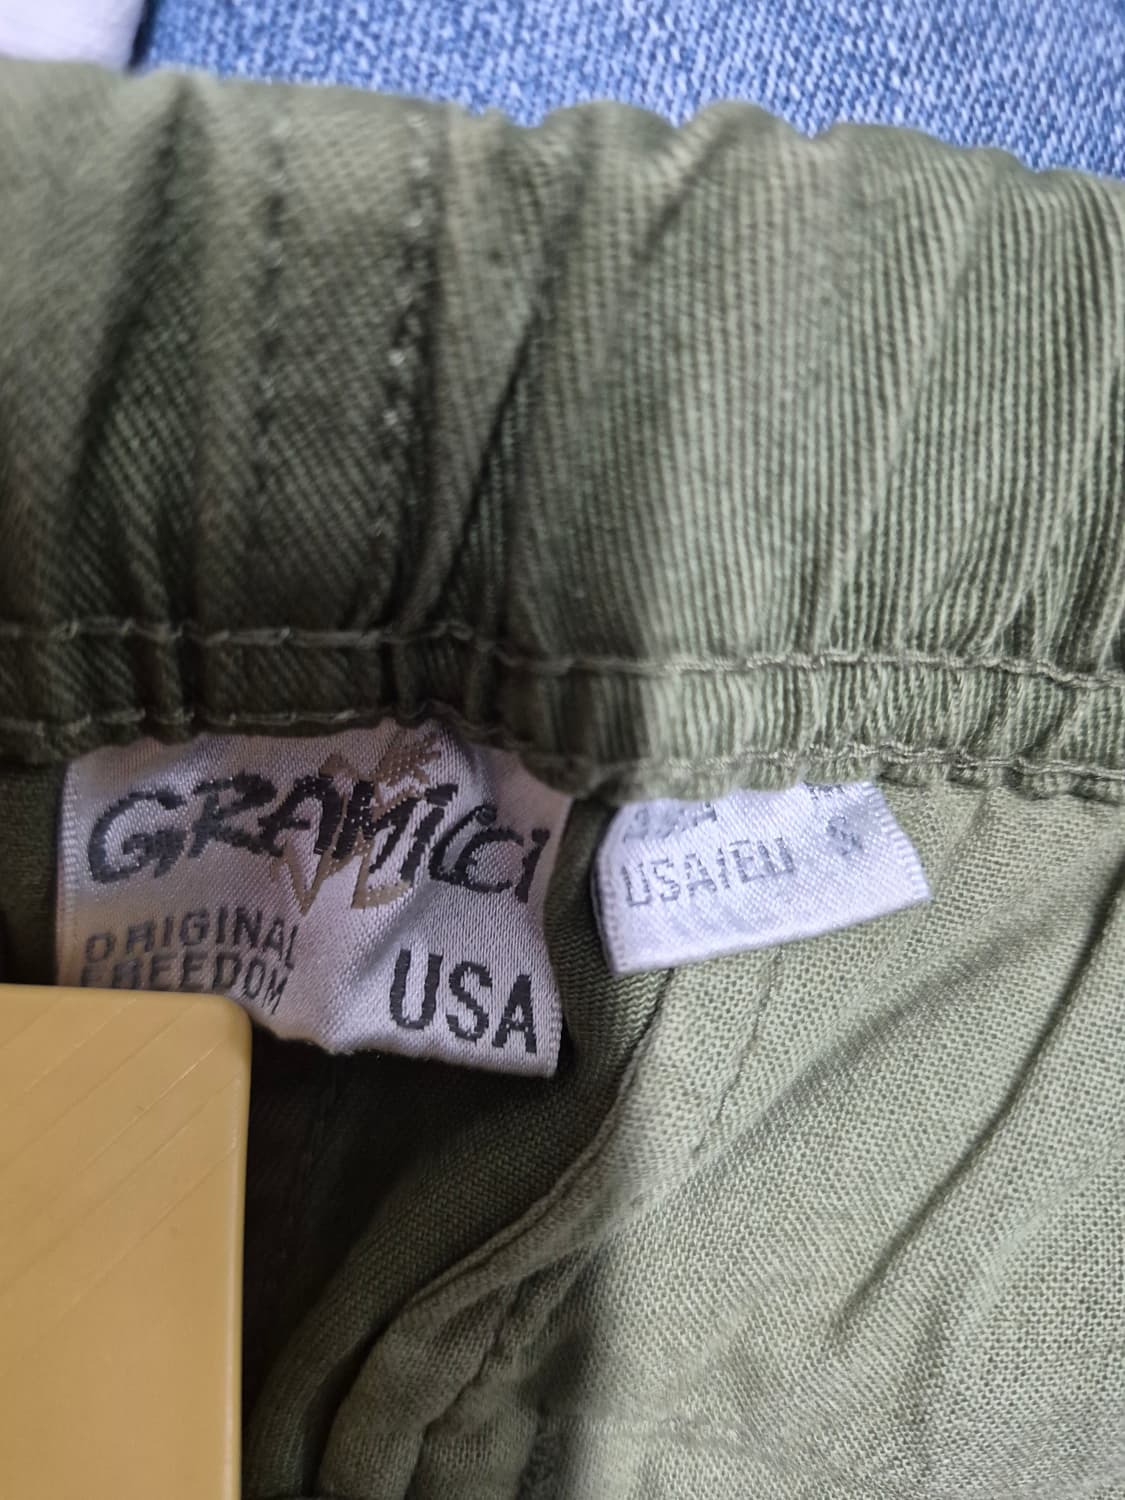 GRAMICCI
ORIGINAL
FREEDOM
USA
USA/EU S